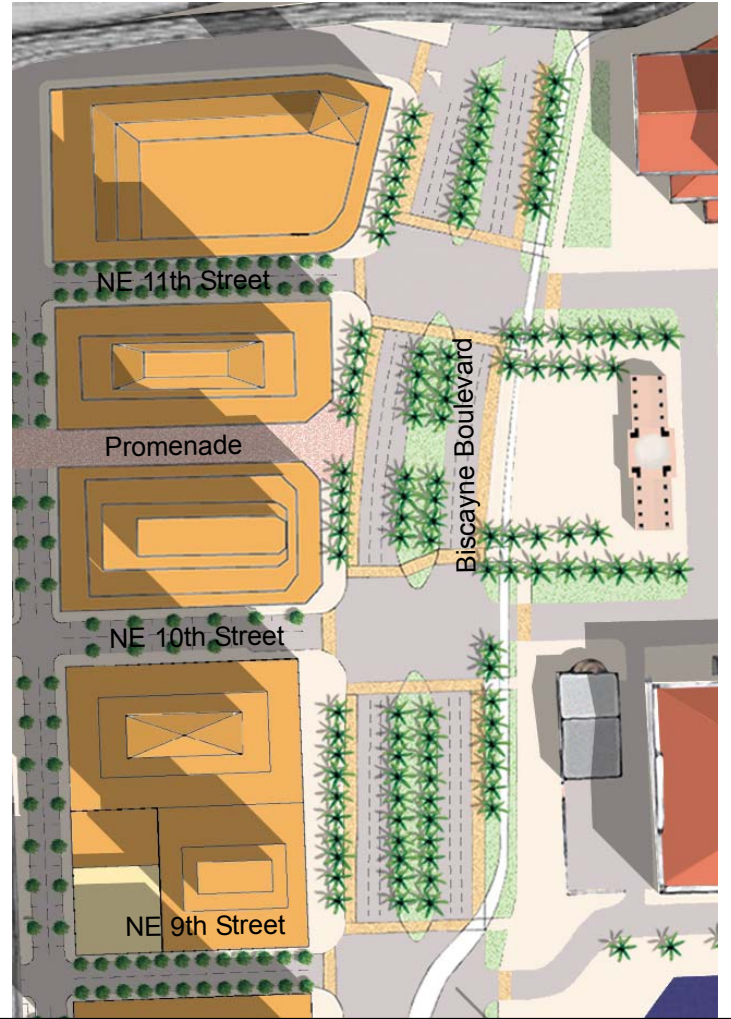 NE 11th Street
Biscayne Boulevard
Promenade
NE 10th Street
NE 9th Street